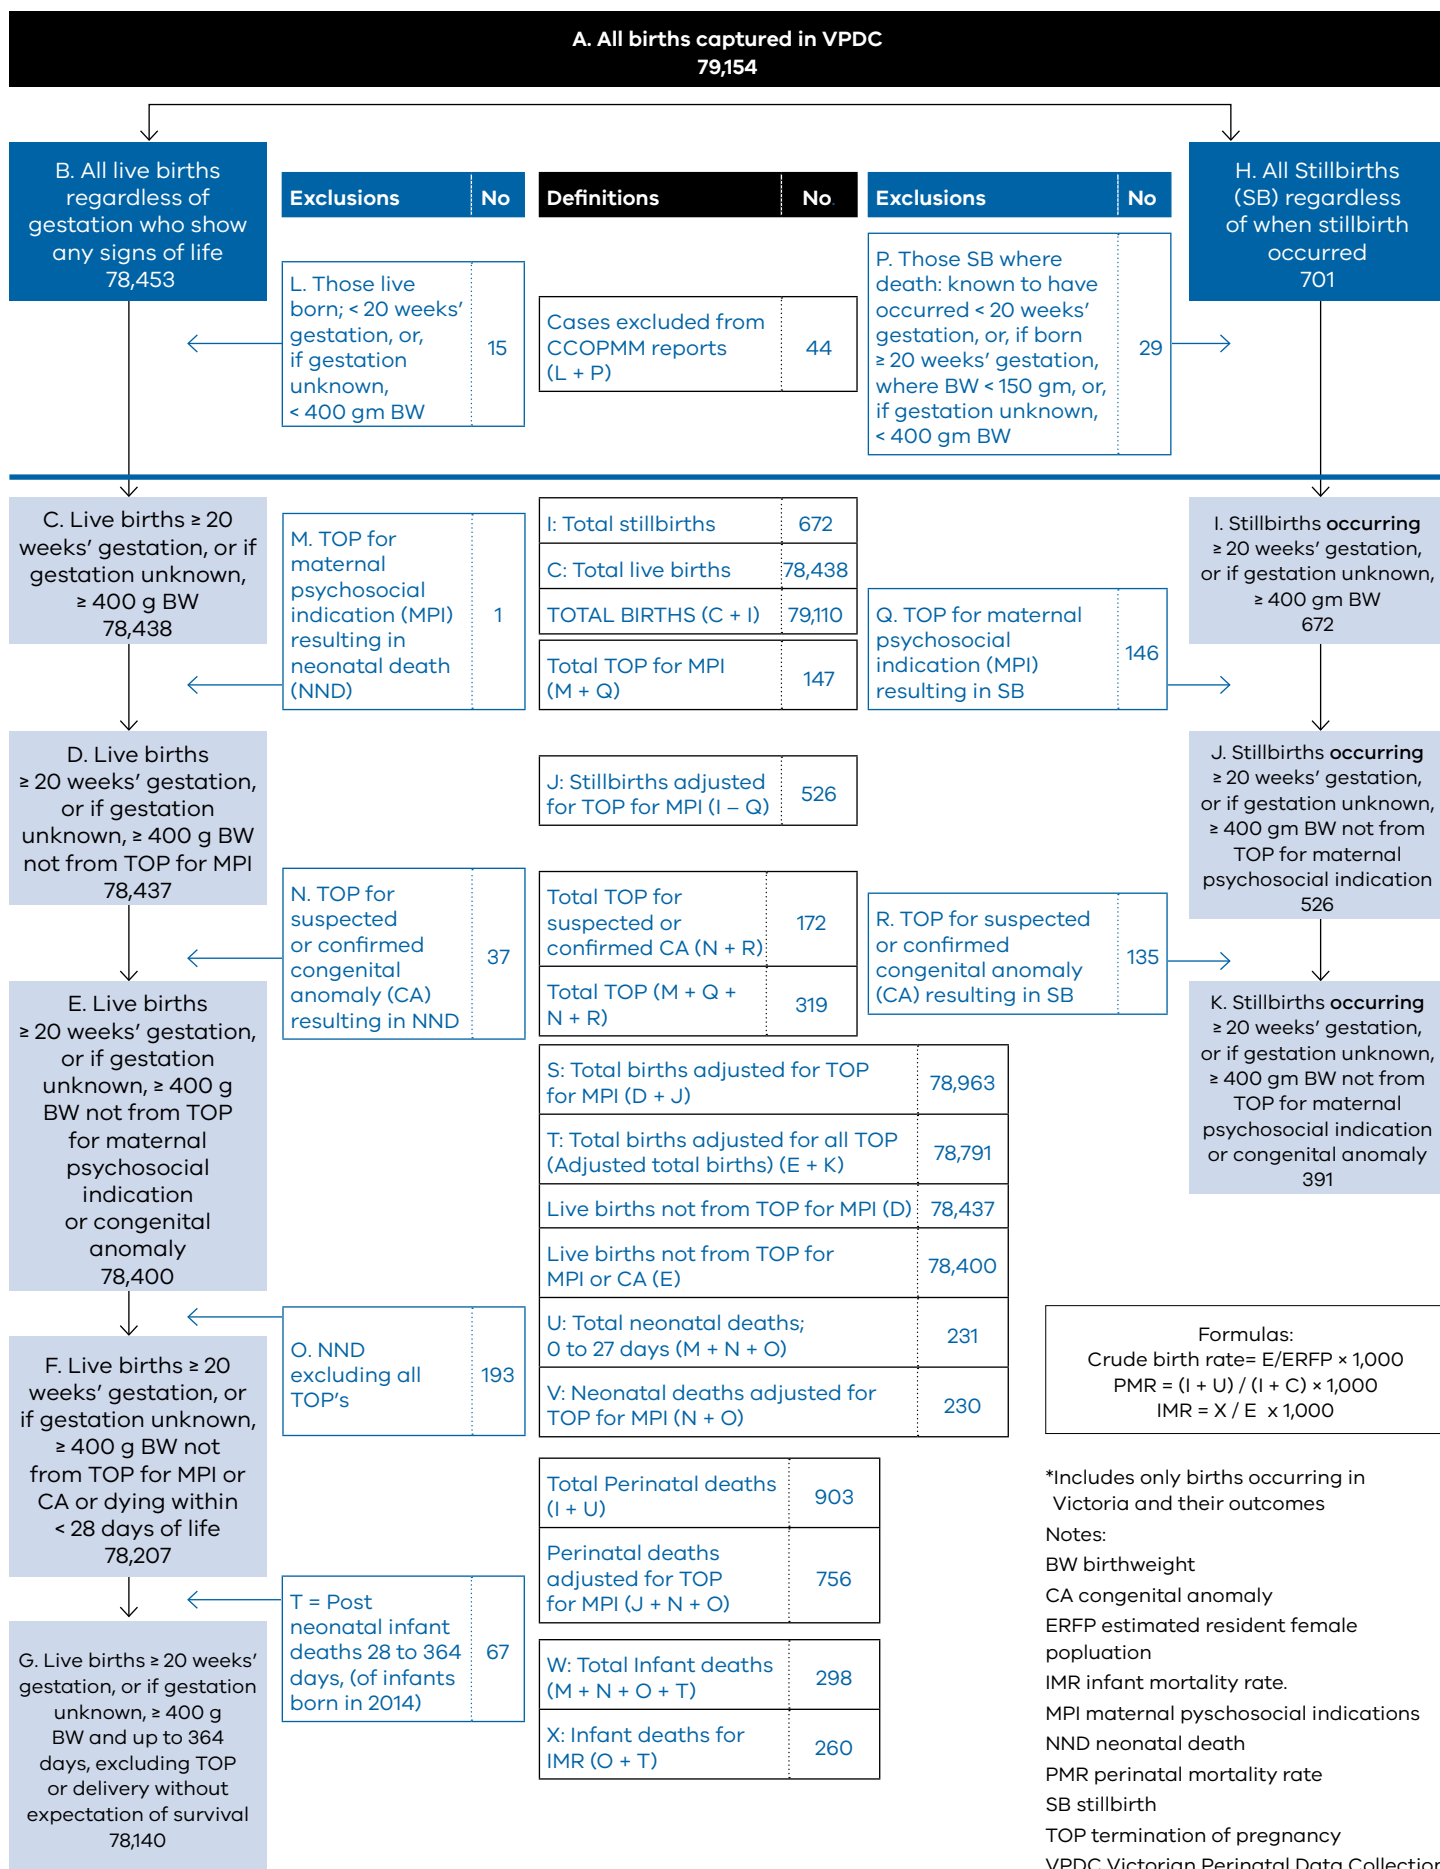 A. All births captured in VPDC
79,154
B. All live births
regardless of
gestation who show
any signs of life
78,453
Exclusions No
L. Those live
born; < 20 weeks’
gestation, or,
if gestation
unknown,
< 400 gm BW
15
Definitions No.
Cases excluded from
CCOPMM reports
(L + P)
44
Exclusions No
P. Those SB where
death: known to have
occurred < 20 weeks’
gestation, or, if born
≥ 20 weeks’ gestation,
where BW < 150 gm, or,
if gestation unknown,
< 400 gm BW
29
H. All Stillbirths
(SB) regardless
of when stillbirth
occurred
701
C. Live births ≥ 20
weeks’ gestation, or if
gestation unknown,
≥ 400 g BW
78,438
M. TOP for
maternal
psychosocial
indication (MPI)
resulting in
neonatal death
(NND)
1
I: Total stillbirths 672
C: Total live births 78,438
TOTAL BIRTHS (C + I) 79,110
Total TOP for MPI
(M + Q)
147
Q. TOP for maternal
psychosocial
indication (MPI)
resulting in SB
146
I. Stillbirths occurring
≥ 20 weeks’ gestation,
or if gestation unknown,
≥ 400 gm BW
672
D. Live births
≥ 20 weeks’ gestation,
or if gestation
unknown, ≥ 400 g BW
not from TOP for MPI
78,437
J: Stillbirths adjusted
for TOP for MPI (I – Q)
526
J. Stillbirths occurring
≥ 20 weeks’ gestation,
or if gestation unknown,
≥ 400 gm BW not from
TOP for maternal
psychosocial indication
526
N. TOP for
suspected
or confirmed
congenital
anomaly (CA)
resulting in NND
37
Total TOP for
suspected or
confirmed CA (N + R)
172
Total TOP (M + Q +
N + R)
319
R. TOP for suspected
or confirmed
congenital anomaly
(CA) resulting in SB
135
E. Live births
≥ 20 weeks’ gestation,
or if gestation
unknown, ≥ 400 g
BW not from TOP
for maternal
psychosocial
indication
or congenital
anomaly
78,400
K. Stillbirths occurring
≥ 20 weeks’ gestation,
or if gestation unknown,
≥ 400 gm BW not from
TOP for maternal
psychosocial indication
or congenital anomaly
391
S: Total births adjusted for TOP
for MPI (D + J)
78,963
T: Total births adjusted for all TOP
(Adjusted total births) (E + K)
78,791
Live births not from TOP for MPI (D) 78,437
Live births not from TOP for
MPI or CA (E)
78,400
U: Total neonatal deaths;
0 to 27 days (M + N + O)
231
V: Neonatal deaths adjusted for
TOP for MPI (N + O)
230
O. NND
excluding all
TOP’s
193
F. Live births ≥ 20
weeks’ gestation, or
if gestation unknown,
≥ 400 g BW not
from TOP for MPI or
CA or dying within
< 28 days of life
78,207
Total Perinatal deaths
(I + U)
903
Perinatal deaths
adjusted for TOP
for MPI (J + N + O)
756
T = Post
neonatal infant
deaths 28 to 364
days, (of infants
born in 2014)
67
W: Total Infant deaths
(M + N + O + T)
298
X: Infant deaths for
IMR (O + T)
260
G. Live births ≥ 20 weeks’
gestation, or if gestation
unknown, ≥ 400 g
BW and up to 364
days, excluding TOP
or delivery without
expectation of survival
78,140
Formulas:
Crude birth rate= E/ERFP × 1,000
PMR = (I + U) / (I + C) × 1,000
IMR = X / E x 1,000
*Includes only births occurring in
Victoria and their outcomes
Notes:
BW birthweight
CA congenital anomaly
ERFP estimated resident female
popluation
IMR infant mortality rate.
MPI maternal pyschosocial indications
NND neonatal death
PMR perinatal mortality rate
SB stillbirth
TOP termination of pregnancy
VPDC Victorian Perinatal Data Collection